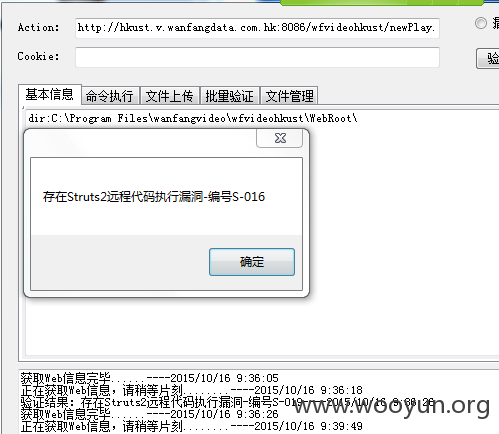 Action:
http://hkust.v.wanfangdata.com.hk:8086/wfvideohkust/newPlay.
Cookie:
验
基本信息 命令执行 文件上传 批量验证 文件管理
dir:C:\Program Files\wanfangvideo\wfvideohkust\WebRoot\
存在Struts2远程代码执行漏洞-编号S-016
确定
获取Web信息完毕......----2015/10/16 9:36:05
正在获取Web信息，请稍等片刻........----2015/10/16 9:36:18
验证结果：存在Struts2远程代码执行漏洞-编号S-019----2015/10/16
获取Web信息完毕......----2015/10/16 9:36:26
正在获取Web信息，请稍等片刻........----2015/10/16 9:39:49
www.wooyun.org